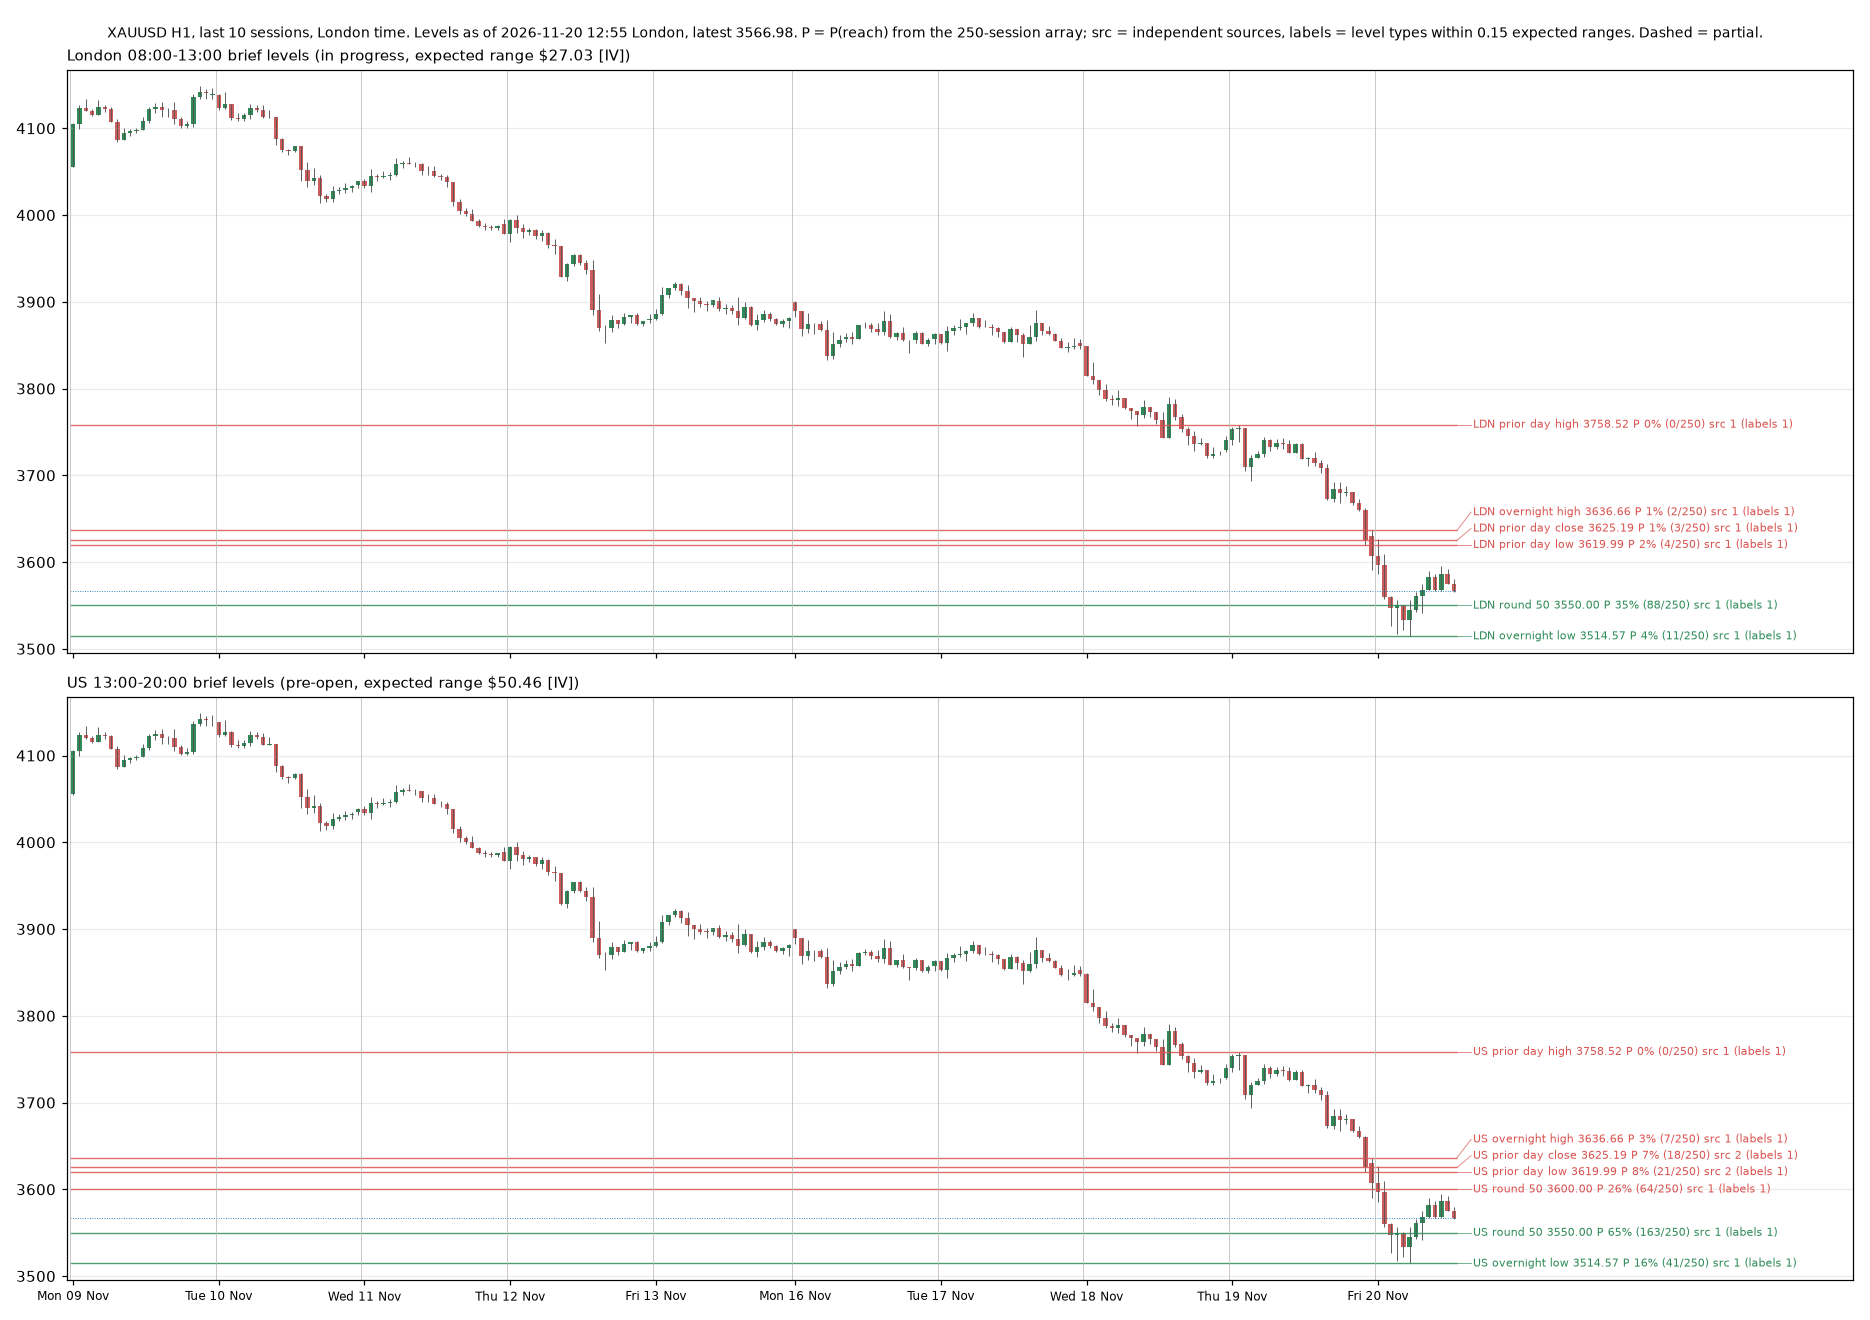 XAUUSD H1, last 10 sessions, London time. Levels as of 2026-11-20 12:55 London, latest 3566.98. P = P(reach) from the 250-session array; src = independent sources, labels = level types within 0.15 expected ranges. Dashed = partial.
London 08:00-13:00 brief levels (in progress, expected range $27.03 [IV])
4100
4000
3900
3800
LDN prior day high 3758.52 P 0% (0/250) src 1 (labels 1)
3700
LDN overnight high 3636.66 P 1% (2/250) src 1 (labels 1)
LDN prior day close 3625.19 P 1% (3/250) src 1 (labels 1)
LDN prior day low 3619.99 P 2% (4/250) src 1 (labels 1)
3600
LDN round 50 3550.00 P 35% (88/250) src 1 (labels 1)
LDN overnight low 3514.57 P 4% (11/250) src 1 (labels 1)
3500
US 13:00-20:00 brief levels (pre-open, expected range $50.46 [IV])
4100
4000
3900
3800
US prior day high 3758.52 P 0% (0/250) src 1 (labels 1)
3700
US overnight high 3636.66 P 3% (7/250) src 1 (labels 1)
US prior day close 3625.19 P 7% (18/250) src 2 (labels 1)
US prior day low 3619.99 P 8% (21/250) src 2 (labels 1)
3600
US round 50 3600.00 P 26% (64/250) src 1 (labels 1)
US round 50 3550.00 P 65% (163/250) src 1 (labels 1)
US overnight low 3514.57 P 16% (41/250) src 1 (labels 1)
3500
Mon 09 Nov Tue 10 Nov Wed 11 Nov Thu 12 Nov Fri 13 Nov Mon 16 Nov Tue 17 Nov Wed 18 Nov Thu 19 Nov Fri 20 Nov